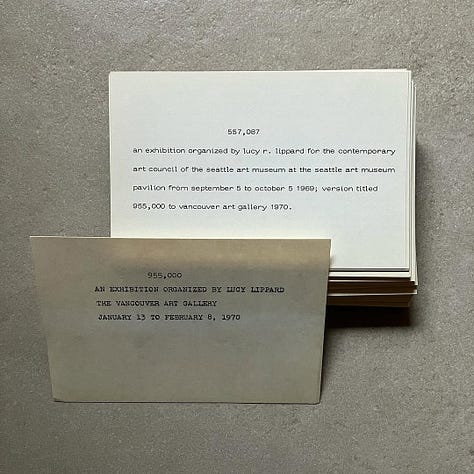 557,087
an exhibition organized by lucy r. lippard for the contemporary
art council of the seattle art museum at the seattle art museum
pavilion from september 5 to october 5 1969; version titled
955,000 to vancouver art gallery 1970.
955,000
AN EXHIBITION ORGANIZED BY LUCY LIPPARD
THE VANCOUVER ART GALLERY
JANUARY 13 TO FEBRUARY 8, 1970